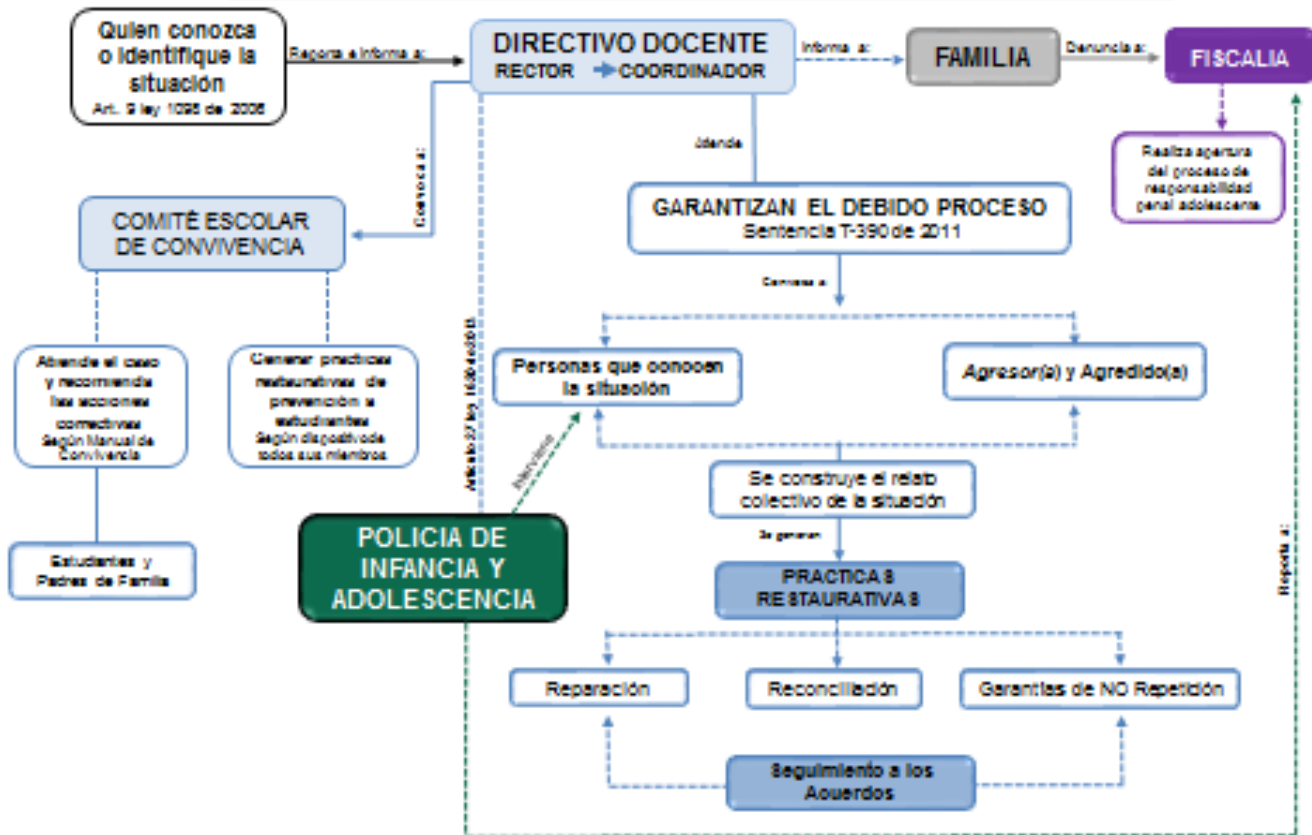 Quien conozca
o identifique la
situación
Art. 9 ley 1098 de 2006
Reporta e informa a:
DIRECTIVO DOCENTE
RECTOR COORDINADOR
Informa a:
FAMILIA
Denuncia a:
FISCALIA
Realiza apertura
del proceso de
responsabilidad
penal adolescente
Convoca a:
Atiende
COMITÉ ESCOLAR
DE CONVIVENCIA
GARANTIZAN EL DEBIDO PROCESO
Sentencia T-390 de 2011
Convoca a:
Atiende el caso
y recomienda
las acciones
correctivas
Según Manual de
Convivencia
Generar practicas
restaurativas de
prevención a
estudiantes
Según dispositivo de
todos sus miembros
Estudiantes y
Padres de Familia
Personas que conocen
la situación
Agresor(a) y Agredido(a)
Interviene
Se construye el relato
colectivo de la situación
Se generan
POLICIA DE
INFANCIA Y
ADOLESCENCIA
PRACTICAS
RESTAURATIVAS
Reparación
Reconciliación
Garantías de NO Repetición
Seguimiento a los
Acuerdos
Reporta a: